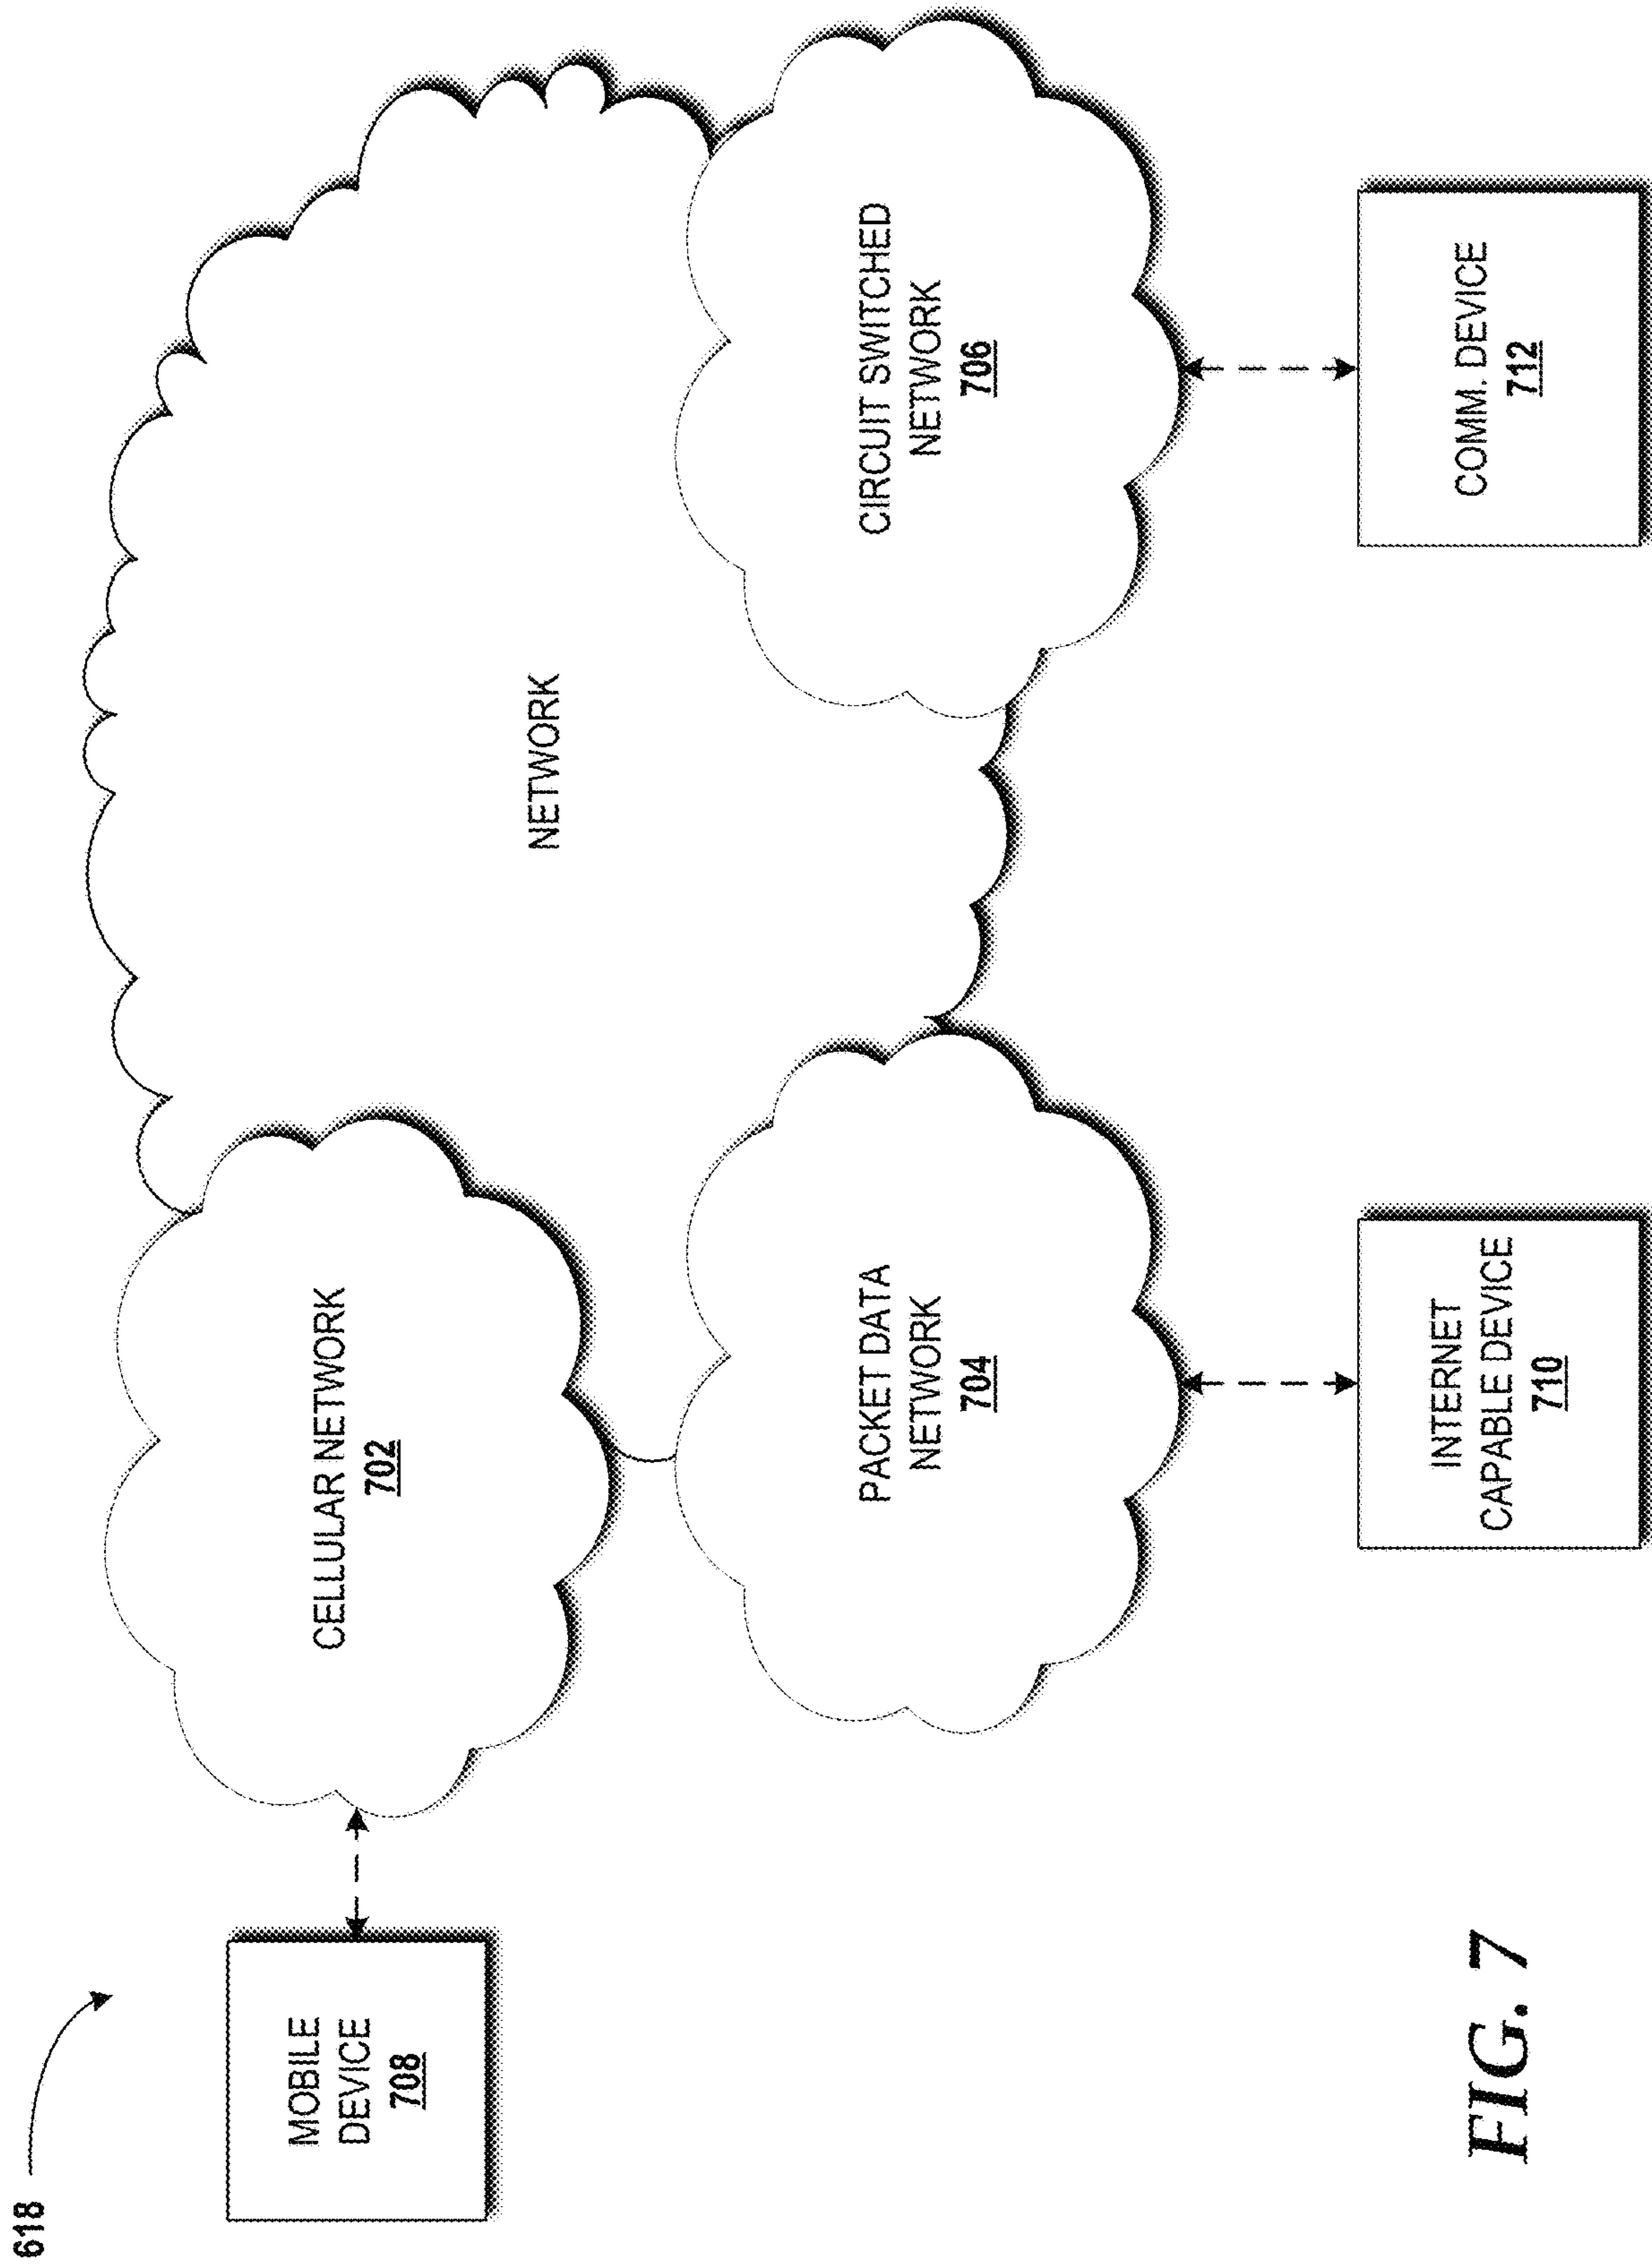 618
MOBILE
DEVICE
708
CELLULAR NETWORK
702
NETWORK
PACKET DATA
NETWORK
704
CIRCUIT SWITCHED
NETWORK
706
INTERNET
CAPABLE DEVICE
710
COMM. DEVICE
712
FIG. 7